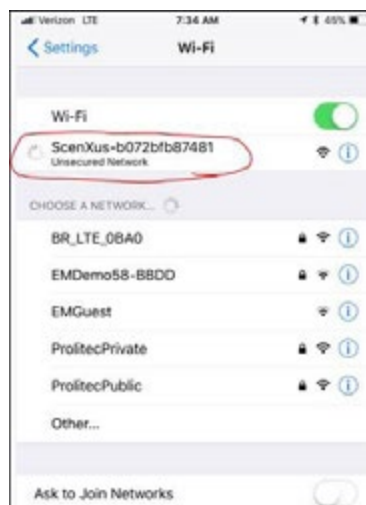 Verizon LTE 7:34 AM 45%
Settings Wi-Fi
Wi-Fi
ScenXus-b072bfb87481
Unsecured Network
CHOOSE A NETWORK...
BR_LTE_0BA0
EMDemo58-BBDD
EMGuest
ProlitecPrivate
ProlitecPublic
Other...
Ask to Join Networks